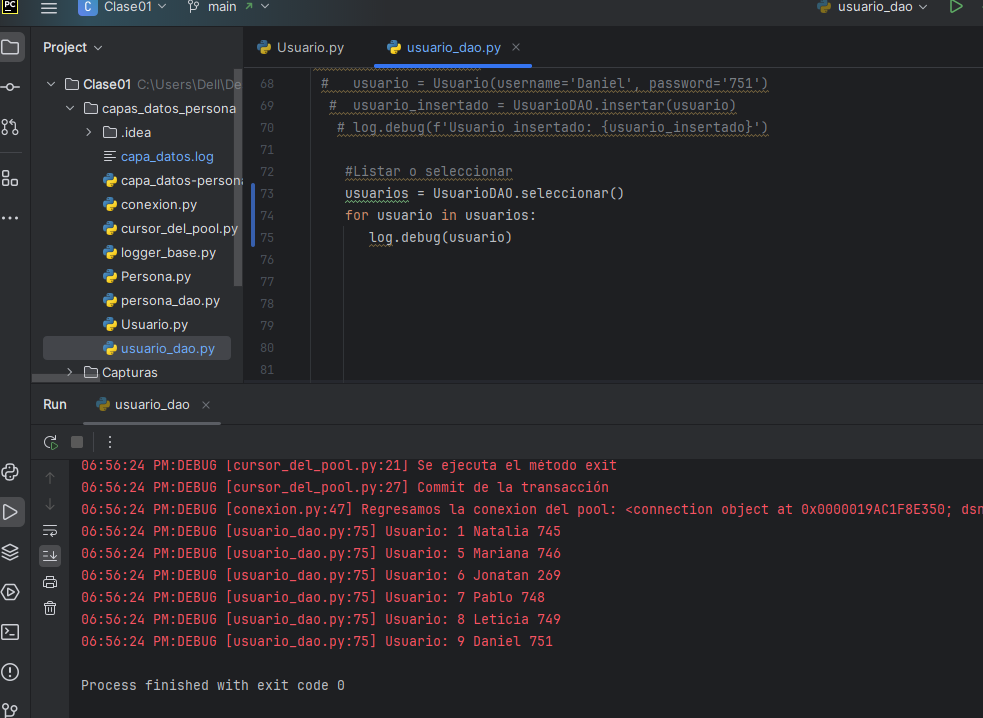 PC
C Clase01
main
usuario_dao
Project
Usuario.py
usuario_dao.py
Clase01 C:\Users\Dell\De
capas_datos_persona
.idea
capa_datos.log
capa_datos-persona
conexion.py
cursor_del_pool.py
logger_base.py
Persona.py
persona_dao.py
Usuario.py
usuario_dao.py
Capturas
68 # usuario = Usuario(username='Daniel', password='751')
69 # usuario_insertado = UsuarioDAO.insertar(usuario)
70 # log.debug(f'Usuario insertado: {usuario_insertado}')
71
72 #Listar o seleccionar
73 usuarios = UsuarioDAO.seleccionar()
74 for usuario in usuarios:
75 log.debug(usuario)
76
77
78
79
80
81
Run
usuario_dao
06:56:24 PM:DEBUG [cursor_del_pool.py:21] Se ejecuta el método exit
06:56:24 PM:DEBUG [cursor_del_pool.py:27] Commit de la transacción
06:56:24 PM:DEBUG [conexion.py:47] Regresamos la conexion del pool: <connection object at 0x0000019AC1F8E350; dsn
06:56:24 PM:DEBUG [usuario_dao.py:75] Usuario: 1 Natalia 745
06:56:24 PM:DEBUG [usuario_dao.py:75] Usuario: 5 Mariana 746
06:56:24 PM:DEBUG [usuario_dao.py:75] Usuario: 6 Jonatan 269
06:56:24 PM:DEBUG [usuario_dao.py:75] Usuario: 7 Pablo 748
06:56:24 PM:DEBUG [usuario_dao.py:75] Usuario: 8 Leticia 749
06:56:24 PM:DEBUG [usuario_dao.py:75] Usuario: 9 Daniel 751
Process finished with exit code 0